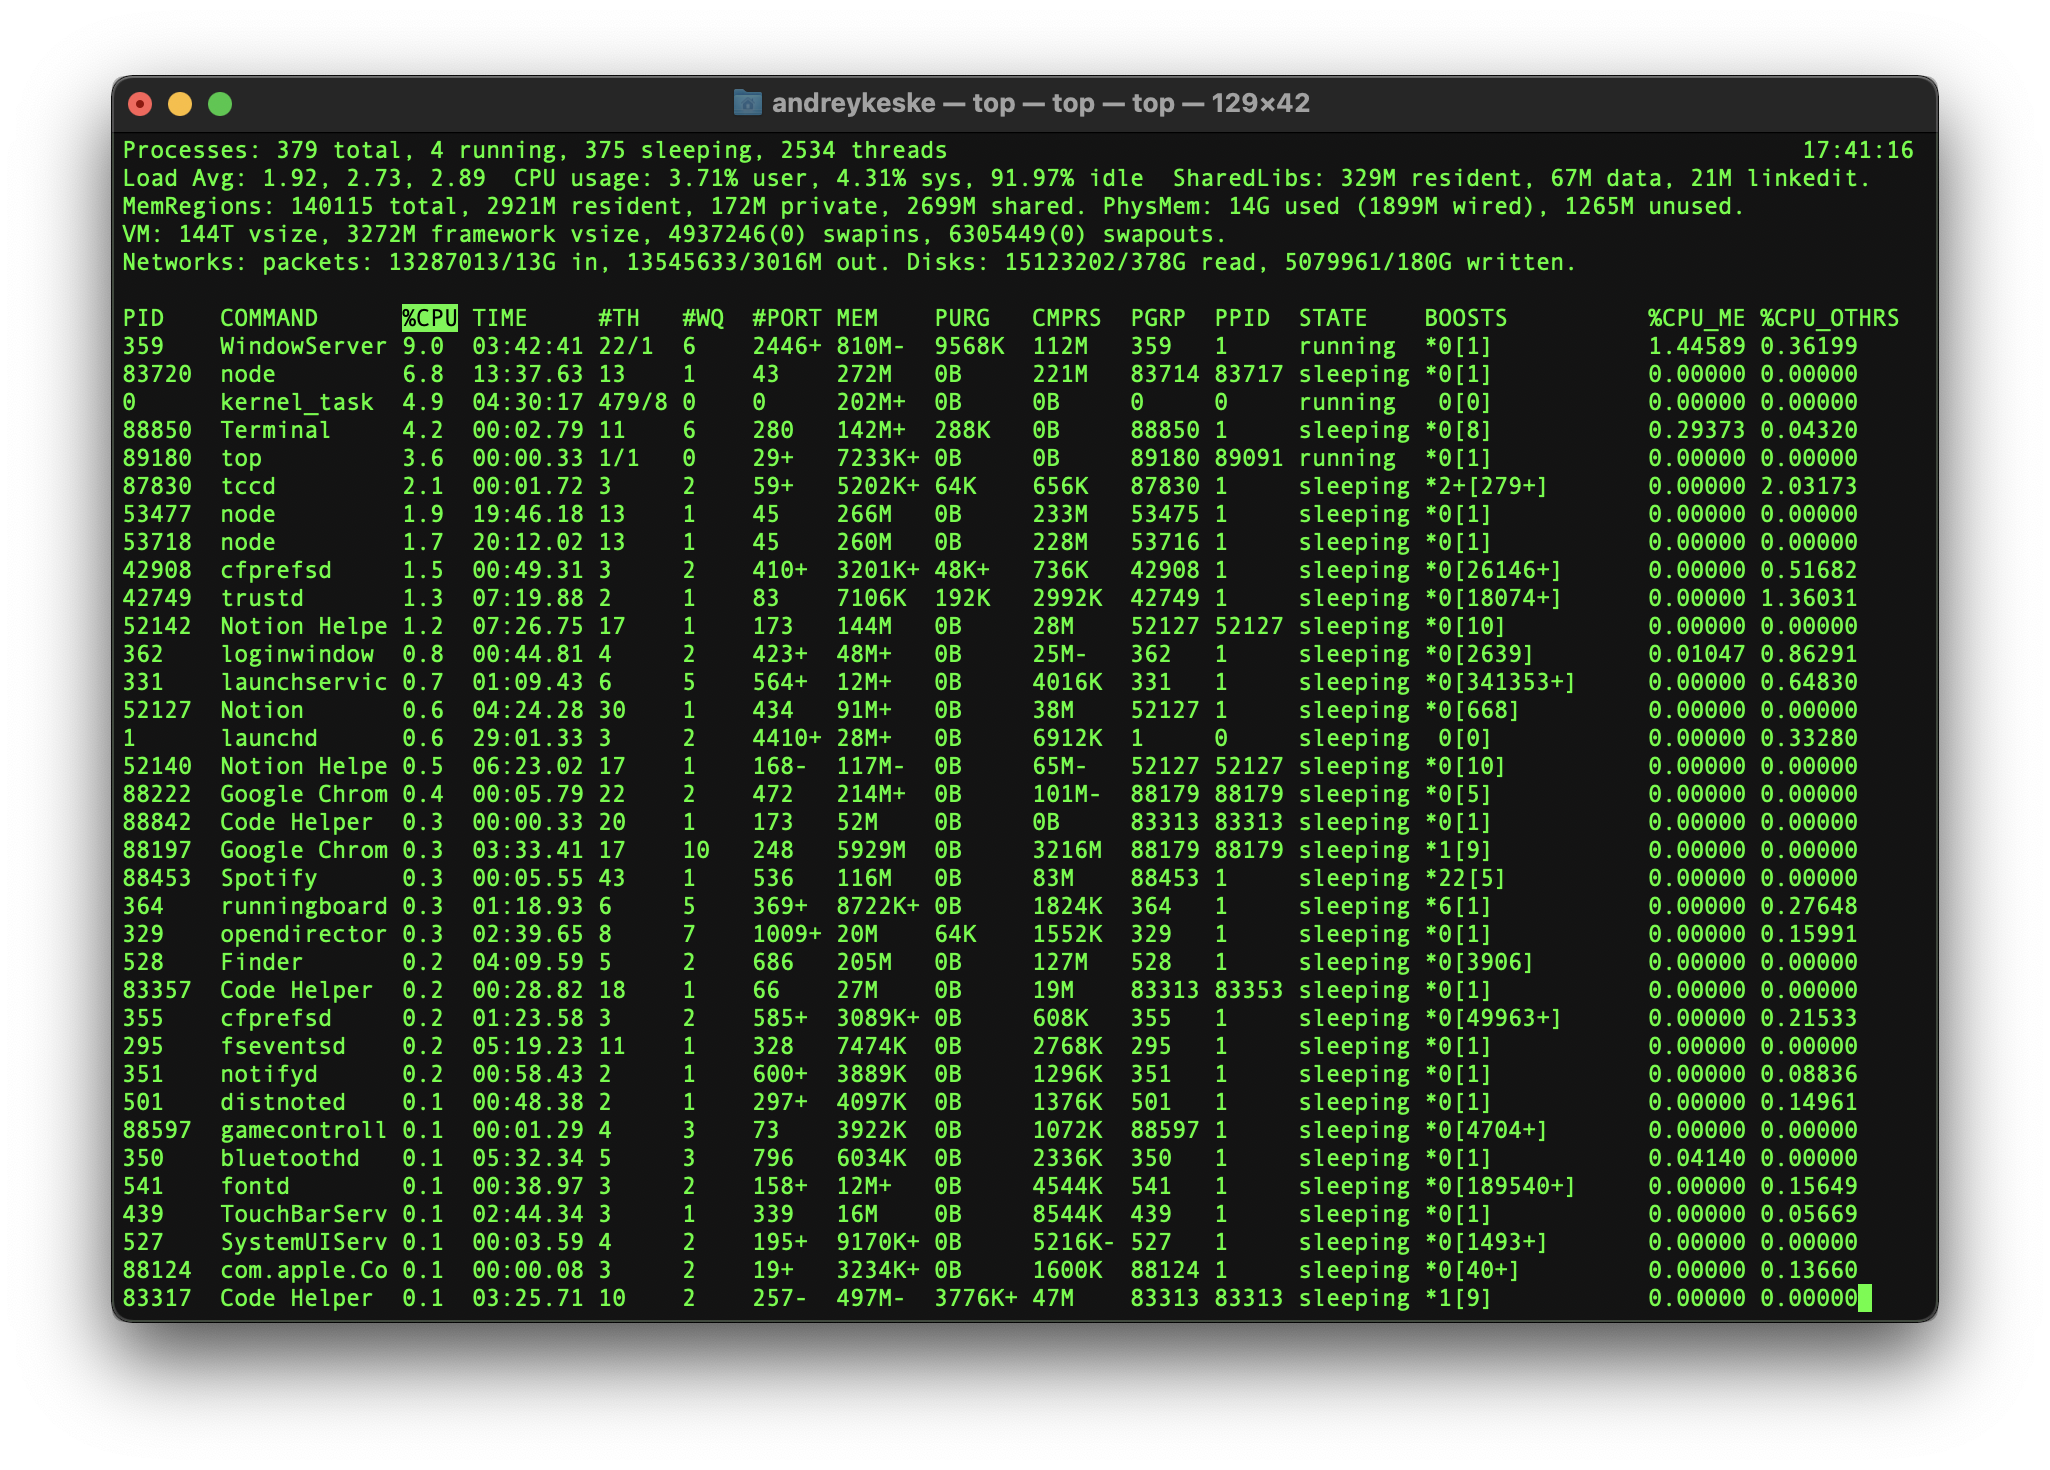 andreykeske — top — top — top — 129×42
Processes: 379 total, 4 running, 375 sleeping, 2534 threads 17:41:16
Load Avg: 1.92, 2.73, 2.89  CPU usage: 3.71% user, 4.31% sys, 91.97% idle  SharedLibs: 329M resident, 67M data, 21M linkedit.
MemRegions: 140115 total, 2921M resident, 172M private, 2699M shared. PhysMem: 14G used (1899M wired), 1265M unused.
VM: 144T vsize, 3272M framework vsize, 4937246(0) swapins, 6305449(0) swapouts.
Networks: packets: 13287013/13G in, 13545633/3016M out. Disks: 15123202/378G read, 5079961/180G written.
PID COMMAND %CPU TIME #TH #WQ #PORT MEM PURG CMPRS PGRP PPID STATE BOOSTS %CPU_ME %CPU_OTHRS
359 WindowServer 9.0 03:42:41 22/1 6 2446+ 810M- 9568K 112M 359 1 running *0[1] 1.44589 0.36199
83720 node 6.8 13:37.63 13 1 43 272M 0B 221M 83714 83717 sleeping *0[1] 0.00000 0.00000
0 kernel_task 4.9 04:30:17 479/8 0 0 202M+ 0B 0B 0 0 running 0[0] 0.00000 0.00000
88850 Terminal 4.2 00:02.79 11 6 280 142M+ 288K 0B 88850 1 sleeping *0[8] 0.29373 0.04320
89180 top 3.6 00:00.33 1/1 0 29+ 7233K+ 0B 0B 89180 89091 running *0[1] 0.00000 0.00000
87830 tccd 2.1 00:01.72 3 2 59+ 5202K+ 64K 656K 87830 1 sleeping *2+[279+] 0.00000 2.03173
53477 node 1.9 19:46.18 13 1 45 266M 0B 233M 53475 1 sleeping *0[1] 0.00000 0.00000
53718 node 1.7 20:12.02 13 1 45 260M 0B 228M 53716 1 sleeping *0[1] 0.00000 0.00000
42908 cfprefsd 1.5 00:49.31 3 2 410+ 3201K+ 48K+ 736K 42908 1 sleeping *0[26146+] 0.00000 0.51682
42749 trustd 1.3 07:19.88 2 1 83 7106K 192K 2992K 42749 1 sleeping *0[18074+] 0.00000 1.36031
52142 Notion Helpe 1.2 07:26.75 17 1 173 144M 0B 28M 52127 52127 sleeping *0[10] 0.00000 0.00000
362 loginwindow 0.8 00:44.81 4 2 423+ 48M+ 0B 25M- 362 1 sleeping *0[2639] 0.01047 0.86291
331 launchservic 0.7 01:09.43 6 5 564+ 12M+ 0B 4016K 331 1 sleeping *0[341353+] 0.00000 0.64830
52127 Notion 0.6 04:24.28 30 1 434 91M+ 0B 38M 52127 1 sleeping *0[668] 0.00000 0.00000
1 launchd 0.6 29:01.33 3 2 4410+ 28M+ 0B 6912K 1 0 sleeping 0[0] 0.00000 0.33280
52140 Notion Helpe 0.5 06:23.02 17 1 168- 117M- 0B 65M- 52127 52127 sleeping *0[10] 0.00000 0.00000
88222 Google Chrom 0.4 00:05.79 22 2 472 214M+ 0B 101M- 88179 88179 sleeping *0[5] 0.00000 0.00000
88842 Code Helper 0.3 00:00.33 20 1 173 52M 0B 0B 83313 83313 sleeping *0[1] 0.00000 0.00000
88197 Google Chrom 0.3 03:33.41 17 10 248 5929M 0B 3216M 88179 88179 sleeping *1[9] 0.00000 0.00000
88453 Spotify 0.3 00:05.55 43 1 536 116M 0B 83M 88453 1 sleeping *22[5] 0.00000 0.00000
364 runningboard 0.3 01:18.93 6 5 369+ 8722K+ 0B 1824K 364 1 sleeping *6[1] 0.00000 0.27648
329 opendirector 0.3 02:39.65 8 7 1009+ 20M 64K 1552K 329 1 sleeping *0[1] 0.00000 0.15991
528 Finder 0.2 04:09.59 5 2 686 205M 0B 127M 528 1 sleeping *0[3906] 0.00000 0.00000
83357 Code Helper 0.2 00:28.82 18 1 66 27M 0B 19M 83313 83353 sleeping *0[1] 0.00000 0.00000
355 cfprefsd 0.2 01:23.58 3 2 585+ 3089K+ 0B 608K 355 1 sleeping *0[49963+] 0.00000 0.21533
295 fseventsd 0.2 05:19.23 11 1 328 7474K 0B 2768K 295 1 sleeping *0[1] 0.00000 0.00000
351 notifyd 0.2 00:58.43 2 1 600+ 3889K 0B 1296K 351 1 sleeping *0[1] 0.00000 0.08836
501 distnoted 0.1 00:48.38 2 1 297+ 4097K 0B 1376K 501 1 sleeping *0[1] 0.00000 0.14961
88597 gamecontroll 0.1 00:01.29 4 3 73 3922K 0B 1072K 88597 1 sleeping *0[4704+] 0.00000 0.00000
350 bluetoothd 0.1 05:32.34 5 3 796 6034K 0B 2336K 350 1 sleeping *0[1] 0.04140 0.00000
541 fontd 0.1 00:38.97 3 2 158+ 12M+ 0B 4544K 541 1 sleeping *0[189540+] 0.00000 0.15649
439 TouchBarServ 0.1 02:44.34 3 1 339 16M 0B 8544K 439 1 sleeping *0[1] 0.00000 0.05669
527 SystemUIServ 0.1 00:03.59 4 2 195+ 9170K+ 0B 5216K- 527 1 sleeping *0[1493+] 0.00000 0.00000
88124 com.apple.Co 0.1 00:00.08 3 2 19+ 3234K+ 0B 1600K 88124 1 sleeping *0[40+] 0.00000 0.13660
83317 Code Helper 0.1 03:25.71 10 2 257- 497M- 3776K+ 47M 83313 83313 sleeping *1[9] 0.00000 0.00000